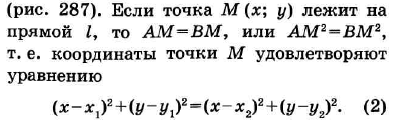 (рис. 287). Если точка M (x; y) лежит на
прямой l, то AM=BM, или AM²=BM²,
т. е. координаты точки M удовлетворяют
уравнению
(x–x₁)²+(y–y₁)²=(x–x₂)²+(y–y₂)². (2)